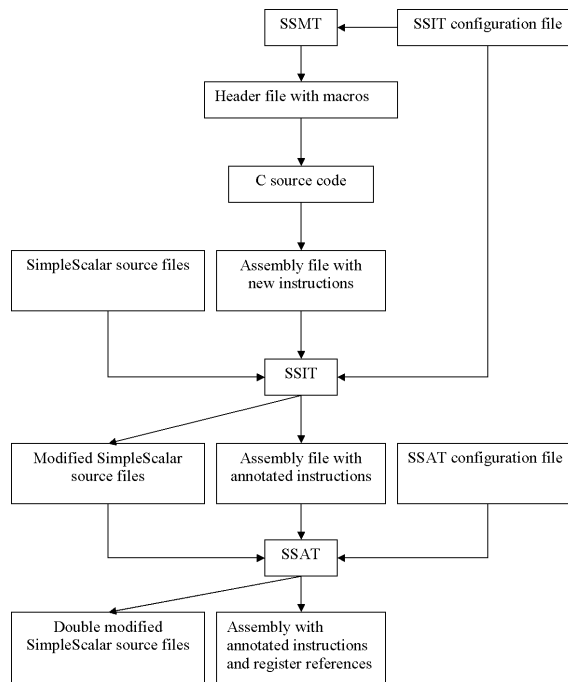 SSMT
SSIT configuration file
Header file with macros
C source code
SimpleScalar source files
Assembly file with
new instructions
SSIT
Modified SimpleScalar
source files
Assembly file with
annotated instructions
SSAT configuration file
SSAT
Double modified
SimpleScalar source files
Assembly with
annotated instructions
and register references